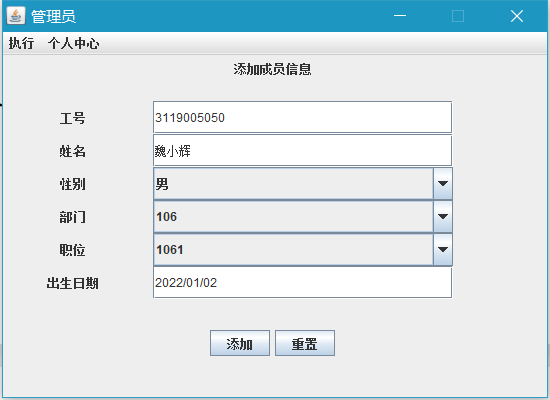 管理员
执行 个人中心
添加成员信息
工号 3119005050
姓名 魏小辉
性别 男
部门 106
职位 1061
出生日期 2022/01/02
添加 重置